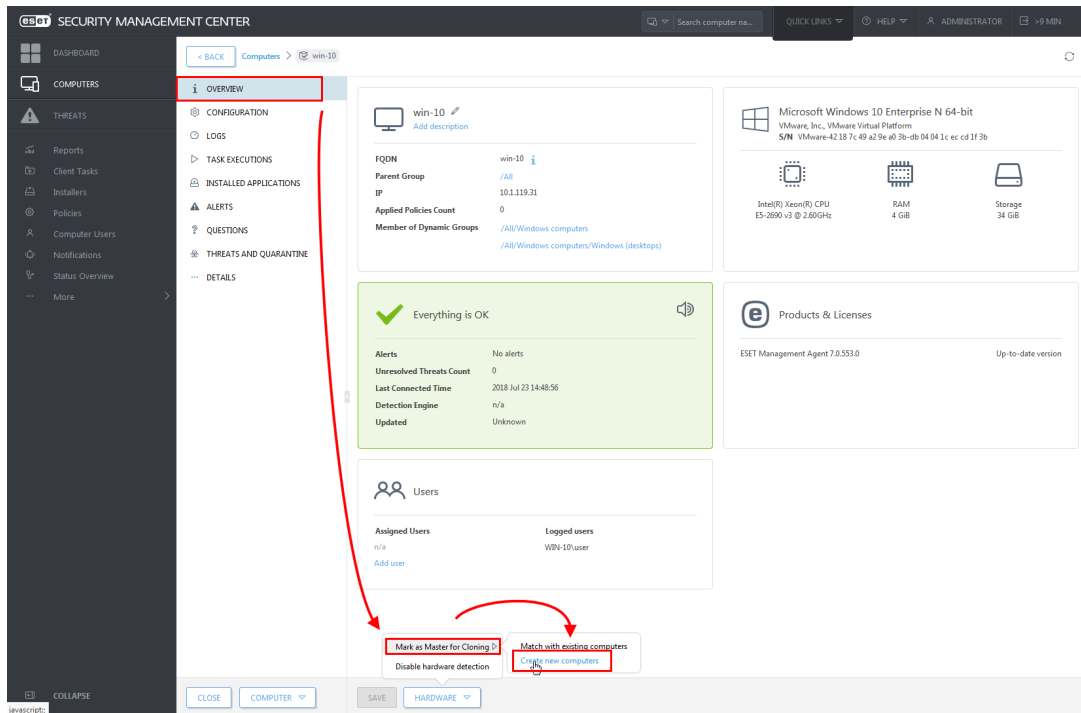 eset SECURITY MANAGEMENT CENTER
Search computer na...
QUICK LINKS
HELP
ADMINISTRATOR
>9 MIN
DASHBOARD
COMPUTERS
THREATS
Reports
Client Tasks
Installers
Policies
Computer Users
Notifications
Status Overview
More
COLLAPSE
javascript:;
< BACK
Computers > win-10
OVERVIEW
CONFIGURATION
LOGS
TASK EXECUTIONS
INSTALLED APPLICATIONS
ALERTS
QUESTIONS
THREATS AND QUARANTINE
DETAILS
win-10
Add description
FQDN win-10
Parent Group /All
IP 10.1.119.31
Applied Policies Count 0
Member of Dynamic Groups /All/Windows computers
/All/Windows computers/Windows (desktops)
Microsoft Windows 10 Enterprise N 64-bit
VMware, Inc., VMware Virtual Platform
S/N VMware-42 18 7c 49 a2 9e a0 3b-db 04 04 1c ec cd 1f 3b
Intel(R) Xeon(R) CPU
E5-2690 v3 @ 2.60GHz
RAM
4 GiB
Storage
34 GiB
Everything is OK
Alerts No alerts
Unresolved Threats Count 0
Last Connected Time 2018 Jul 23 14:48:56
Detection Engine n/a
Updated Unknown
Products & Licenses
ESET Management Agent 7.0.553.0 Up-to-date version
Users
Assigned Users Logged users
n/a WIN-10\user
Add user
Mark as Master for Cloning
Disable hardware detection
Match with existing computers
Create new computers
CLOSE
COMPUTER
SAVE
HARDWARE